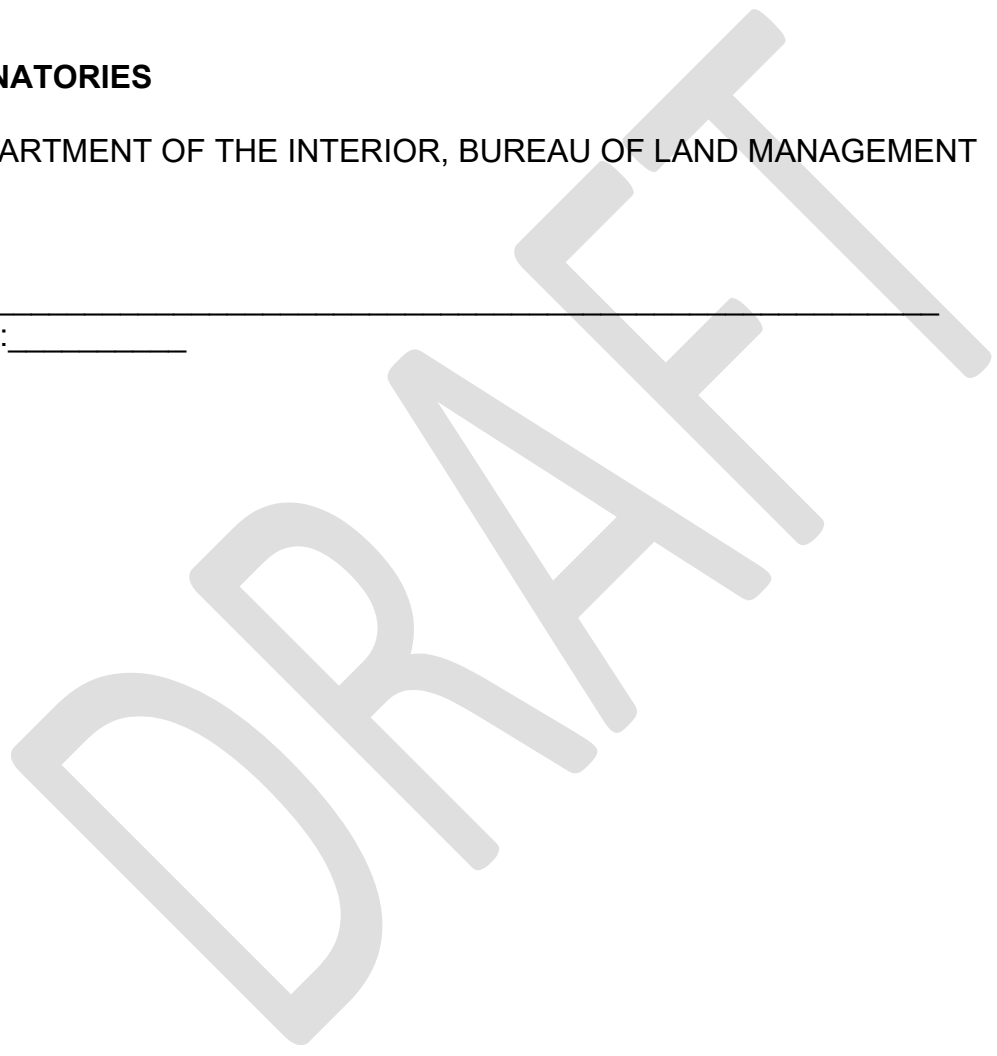 NATORIES
ARTMENT OF THE INTERIOR, BUREAU OF LAND MANAGEMENT
:__________
DRAFT